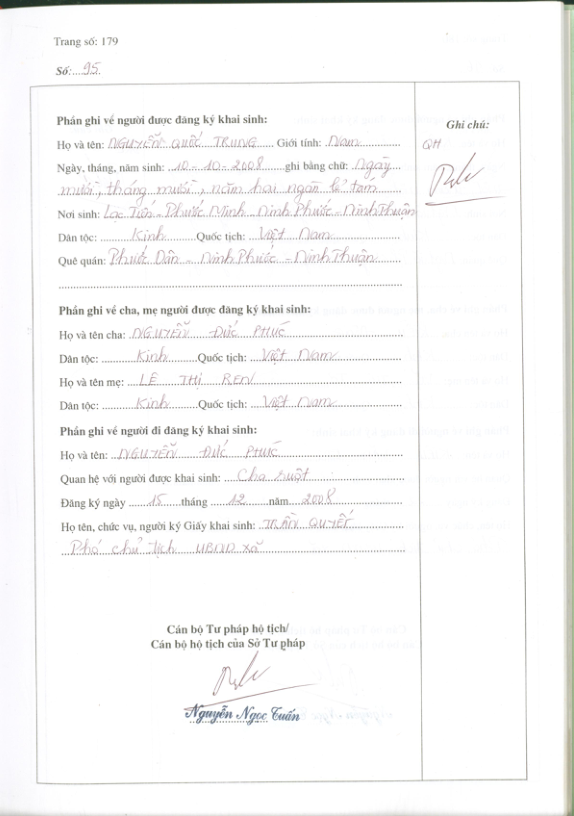 Trang số: 179
Số:....95.....
Phần ghi về người được đăng ký khai sinh:
Ghi chú:
Họ và tên: NGUYỄN QUỐC TRUNG Giới tính: Nam
QH
Ngày, tháng, năm sinh: 10-10-2008 ghi bằng chữ: Ngày
mười, tháng mười, năm hai ngàn lẻ tám
Nơi sinh: Lạc Tiến - Phước Minh - Ninh Phước - Ninh Thuận
Dân tộc: Kinh Quốc tịch: Việt Nam
Quê quán: Phước Dân - Ninh Phước - Ninh Thuận
Phần ghi về cha, mẹ người được đăng ký khai sinh:
Họ và tên cha: NGUYỄN ĐỨC PHÚC
Dân tộc: Kinh Quốc tịch: Việt Nam
Họ và tên mẹ: LÊ THỊ REN
Dân tộc: Kinh Quốc tịch: Việt Nam
Phần ghi về người đi đăng ký khai sinh:
Họ và tên: NGUYỄN ĐỨC PHÚC
Quan hệ với người được khai sinh: Cha ruột
Đăng ký ngày 15 tháng 12 năm 2008
Họ tên, chức vụ, người ký Giấy khai sinh: TRẦN QUYẾT
Phó chủ tịch UBND xã
Cán bộ Tư pháp hộ tịch/
Cán bộ hộ tịch của Sở Tư pháp
Nguyễn Ngọc Tuấn